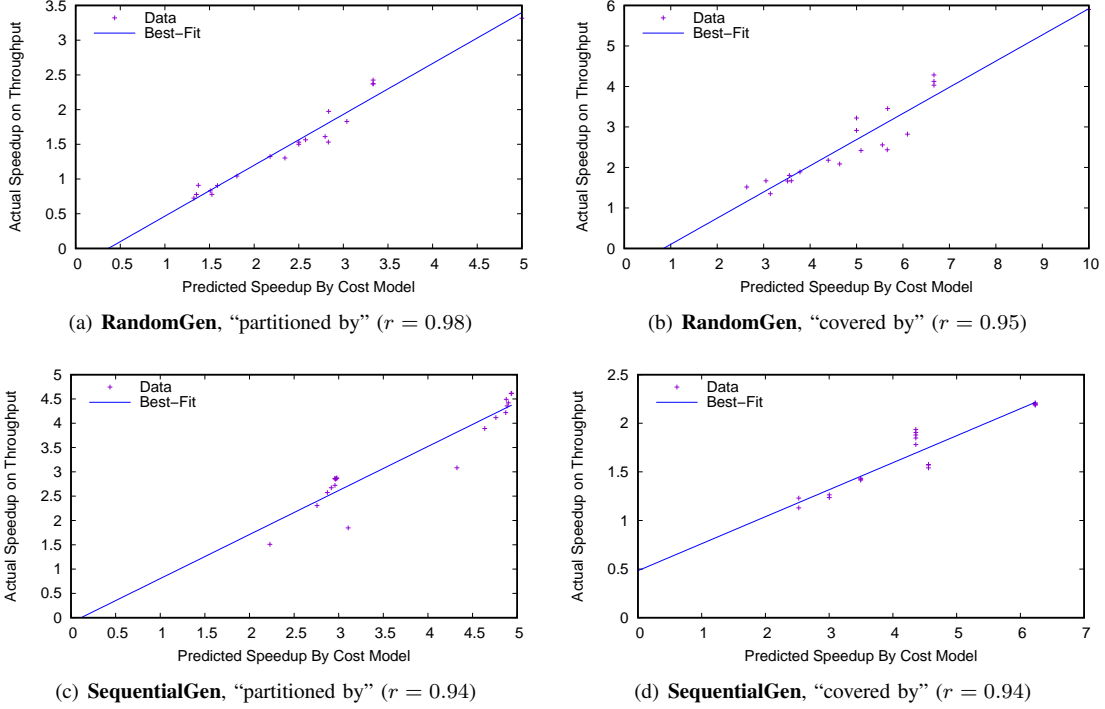 3.5
3
2.5
2
1.5
1
0.5
0
Actual Speedup on Throughput
Data
Best−Fit
0 0.5 1 1.5 2 2.5 3 3.5 4 4.5 5
Predicted Speedup By Cost Model
(a) RandomGen, “partitioned by” (r = 0.98)
6
5
4
3
2
1
0
Actual Speedup on Throughput
Data
Best−Fit
0 1 2 3 4 5 6 7 8 9 10
Predicted Speedup By Cost Model
(b) RandomGen, “covered by” (r = 0.95)
5
4.5
4
3.5
3
2.5
2
1.5
1
0.5
0
Actual Speedup on Throughput
Data
Best−Fit
0 0.5 1 1.5 2 2.5 3 3.5 4 4.5 5
Predicted Speedup By Cost Model
(c) SequentialGen, “partitioned by” (r = 0.94)
2.5
2
1.5
1
0.5
0
Actual Speedup on Throughput
Data
Best−Fit
0 1 2 3 4 5 6 7
Predicted Speedup By Cost Model
(d) SequentialGen, “covered by” (r = 0.94)